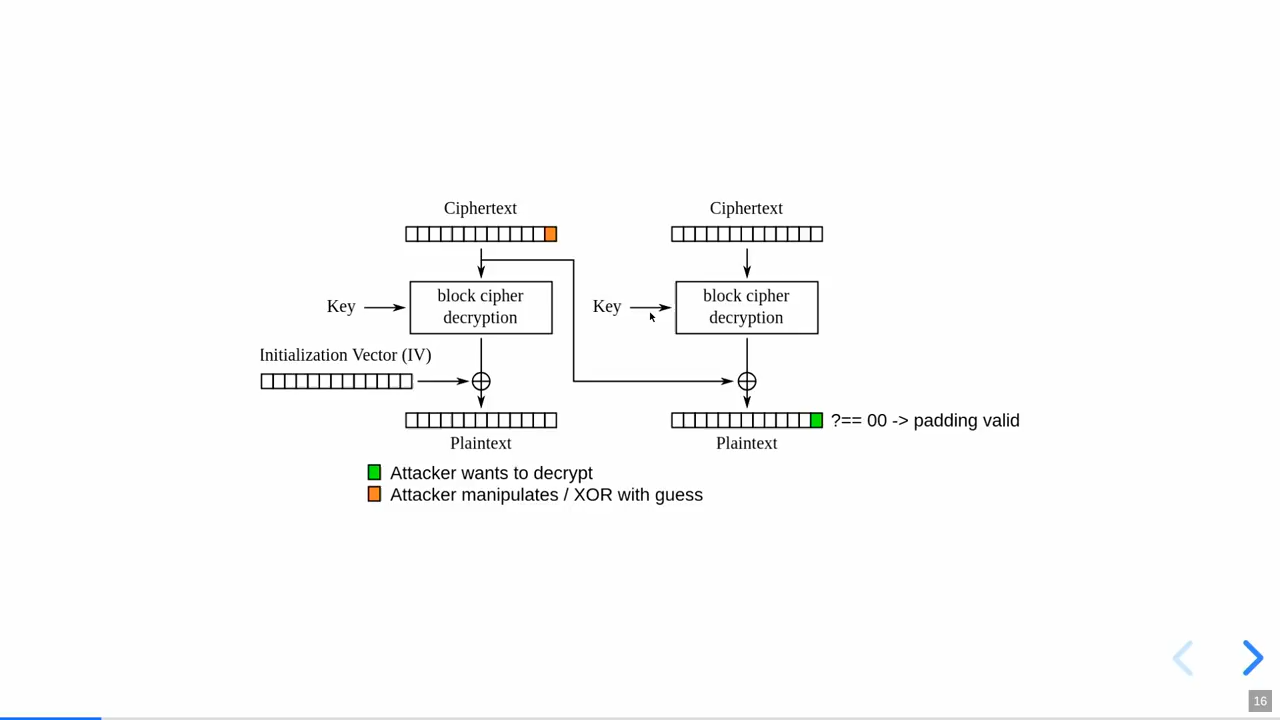 Ciphertext
Ciphertext
Key
block cipher
decryption
Key
block cipher
decryption
Initialization Vector (IV)
?== 00 -> padding valid
Plaintext
Plaintext
Attacker wants to decrypt
Attacker manipulates / XOR with guess
16